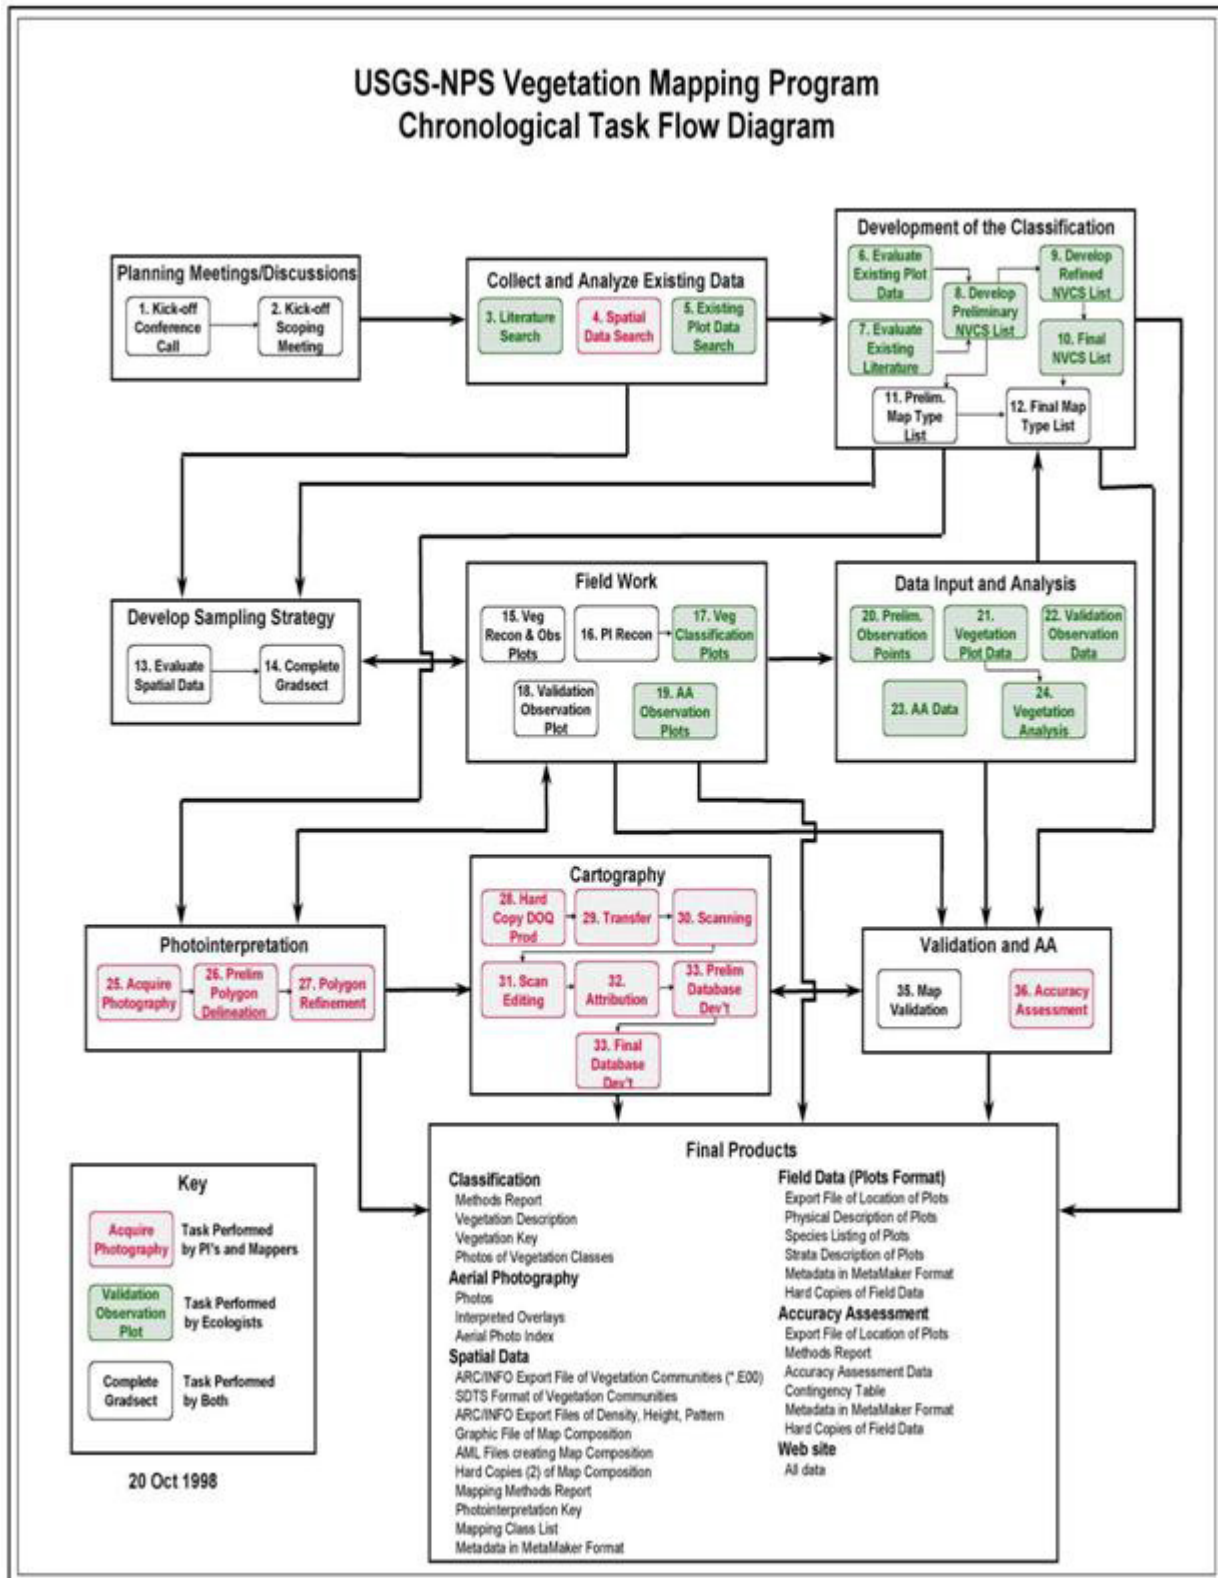 USGS-NPS Vegetation Mapping Program
Chronological Task Flow Diagram
Planning Meetings/Discussions
1. Kick-off
Conference
Call
2. Kick-off
Scoping
Meeting
Collect and Analyze Existing Data
3. Literature
Search
4. Spatial
Data Search
5. Existing
Plot Data
Search
Development of the Classification
6. Evaluate
Existing Plot
Data
7. Evaluate
Existing
Literature
8. Develop
Preliminary
NVCS List
9. Develop
Refined
NVCS List
10. Final
NVCS List
11. Prelim.
Map Type
List
12. Final Map
Type List
Develop Sampling Strategy
13. Evaluate
Spatial Data
14. Complete
Gradsect
Field Work
15. Veg
Recon & Obs
Plots
16. PI Recon
17. Veg
Classification
Plots
18. Validation
Observation
Plot
19. AA
Observation
Plots
Data Input and Analysis
20. Prelim.
Observation
Points
21.
Vegetation
Plot Data
22. Validation
Observation
Data
23. AA Data
24.
Vegetation
Analysis
Photointerpretation
25. Acquire
Photography
26. Prelim
Polygon
Delineation
27. Polygon
Refinement
Cartography
28. Hard
Copy DOQ
Prod
29. Transfer
30. Scanning
31. Scan
Editing
32.
Attribution
33. Prelim
Database
Dev't
33. Final
Database
Dev't
Validation and AA
35. Map
Validation
36. Accuracy
Assessment
Key
Acquire
Photography
Task Performed
by PI's and Mappers
Validation
Observation
Plot
Task Performed
by Ecologists
Complete
Gradsect
Task Performed
by Both
20 Oct 1998
Final Products
Classification
Methods Report
Vegetation Description
Vegetation Key
Photos of Vegetation Classes
Aerial Photography
Photos
Interpreted Overlays
Aerial Photo Index
Spatial Data
ARC/INFO Export File of Vegetation Communities (*.E00)
SDTS Format of Vegetation Communities
ARC/INFO Export Files of Density, Height, Pattern
Graphic File of Map Composition
AML Files creating Map Composition
Hard Copies (2) of Map Composition
Mapping Methods Report
Photointerpretation Key
Mapping Class List
Metadata in MetaMaker Format
Field Data (Plots Format)
Export File of Location of Plots
Physical Description of Plots
Species Listing of Plots
Strata Description of Plots
Metadata in MetaMaker Format
Hard Copies of Field Data
Accuracy Assessment
Export File of Location of Plots
Methods Report
Accuracy Assessment Data
Contingency Table
Metadata in MetaMaker Format
Hard Copies of Field Data
Web site
All data